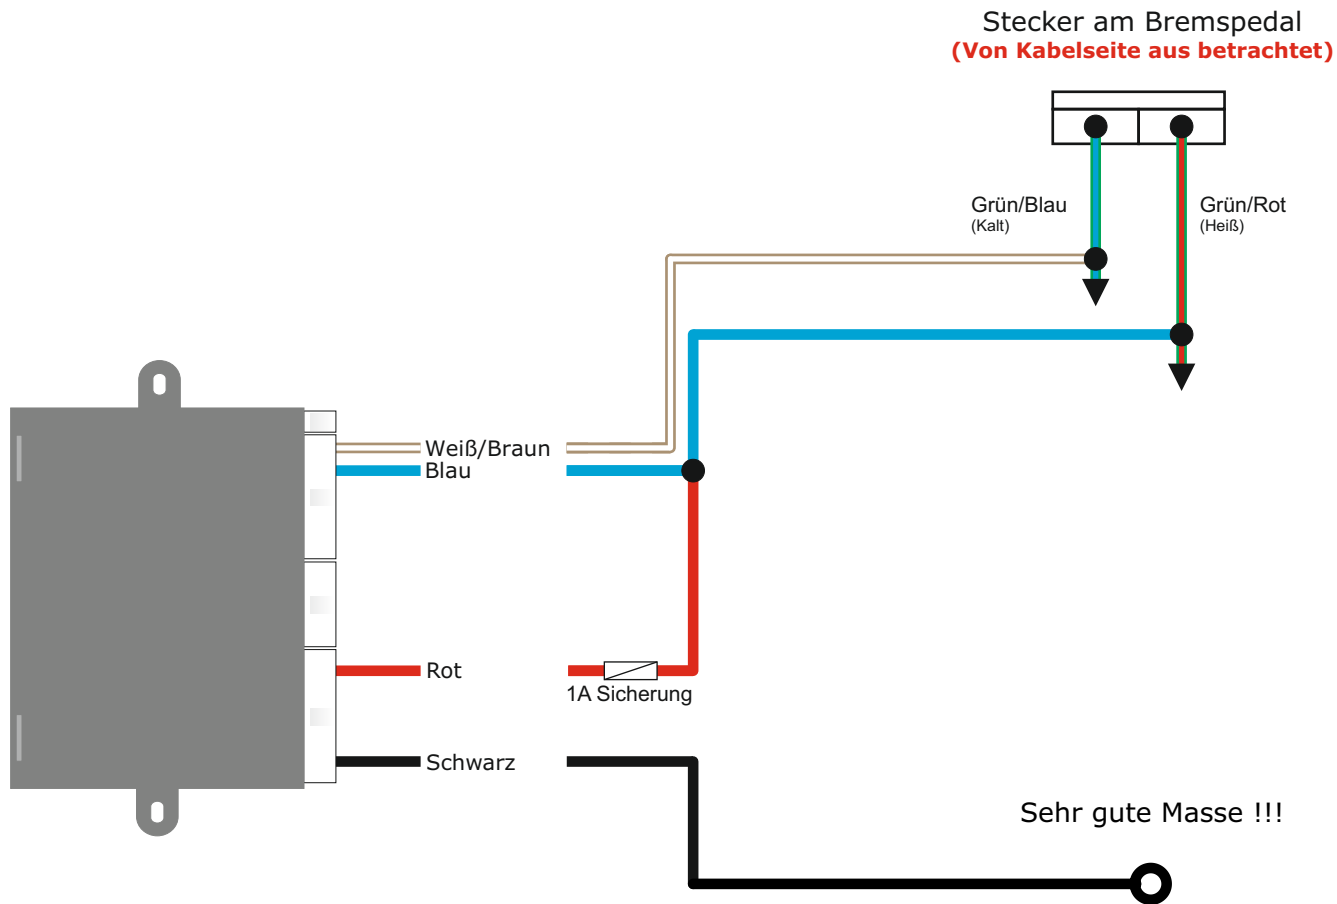 Stecker am Bremspedal
(Von Kabelseite aus betrachtet)
Grün/Blau
(Kalt)
Grün/Rot
(Heiß)
Weiß/Braun
Blau
Rot
1A Sicherung
Schwarz
Sehr gute Masse !!!